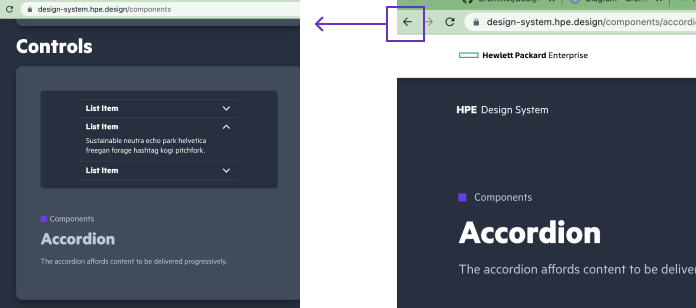 design-system.hpe.design/components
Controls
List Item
List Item
Sustainable neutra echo park helvetica
freegan forage hashtag kogi pitchfork.
List Item
Components
Accordion
The accordion affords content to be delivered progressively.
design-system.hpe.design/components/accordi
Hewlett Packard Enterprise
HPE Design System
Components
Accordion
The accordion affords content to be deliver